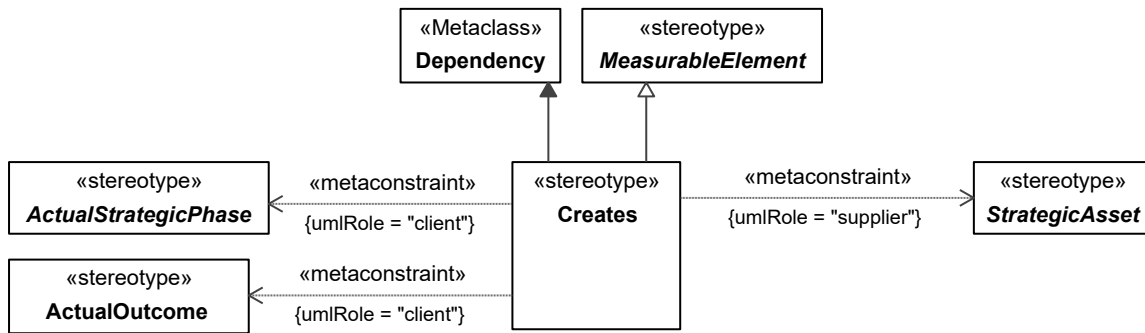 «Metaclass»
Dependency
«stereotype»
MeasurableElement
«stereotype»
ActualStrategicPhase
«metaconstraint»
{umlRole = "client"}
«stereotype»
Creates
«metaconstraint»
{umlRole = "supplier"}
«stereotype»
StrategicAsset
«stereotype»
ActualOutcome
«metaconstraint»
{umlRole = "client"}